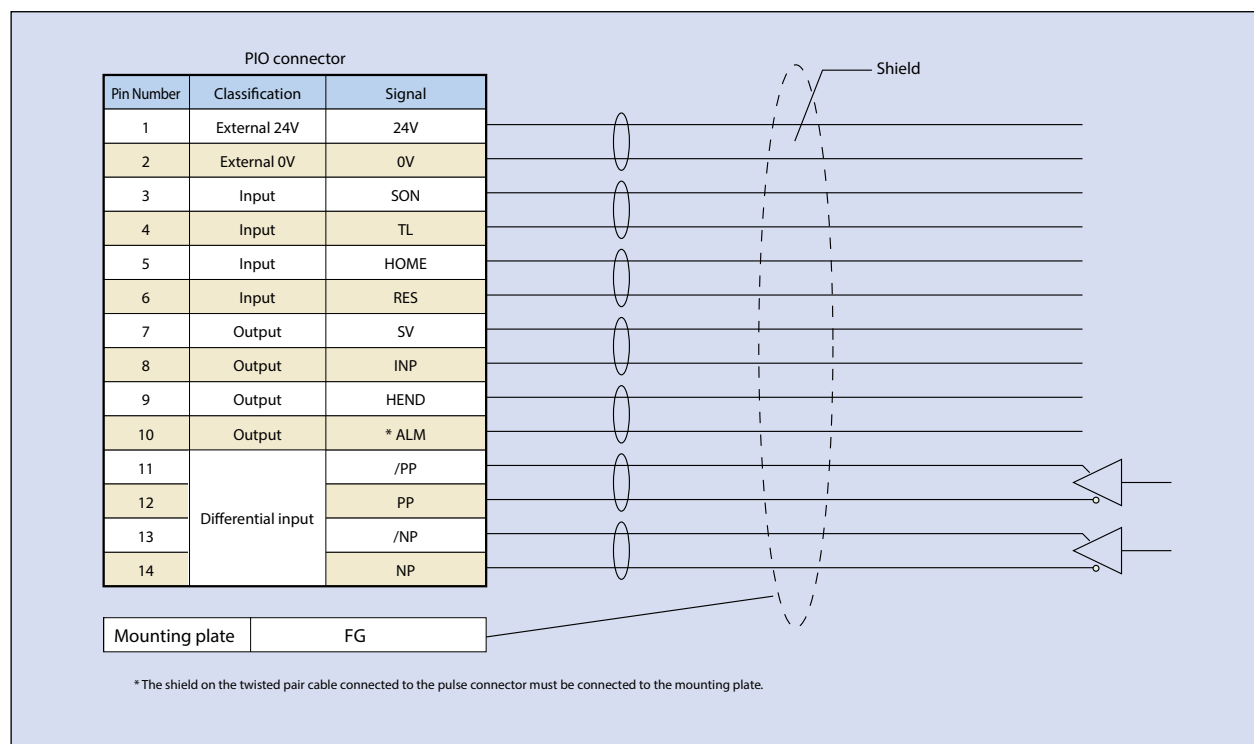 PIO connector
Shield
Pin Number Classification Signal
1 External 24V 24V
2 External 0V 0V
3 Input SON
4 Input TL
5 Input HOME
6 Input RES
7 Output SV
8 Output INP
9 Output HEND
10 Output * ALM
11 /PP
12 PP
Differential input
13 /NP
14 NP
Mounting plate FG
* The shield on the twisted pair cable connected to the pulse connector must be connected to the mounting plate.